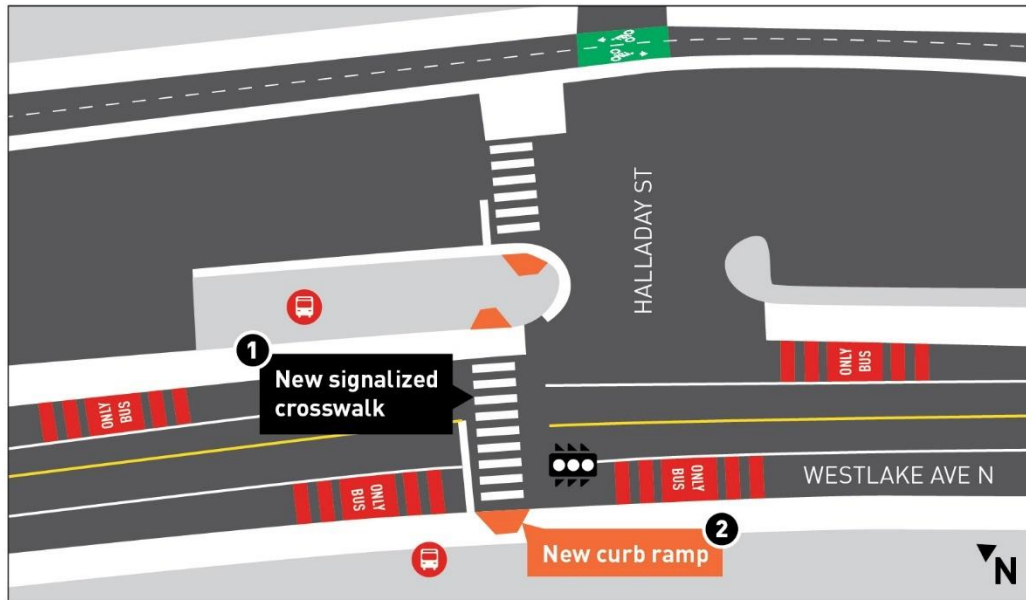 HALLADAY ST
1
New signalized
crosswalk
ONLY
BUS
ONLY
BUS
ONLY
BUS
ONLY
BUS
WESTLAKE AVE N
2
New curb ramp
N